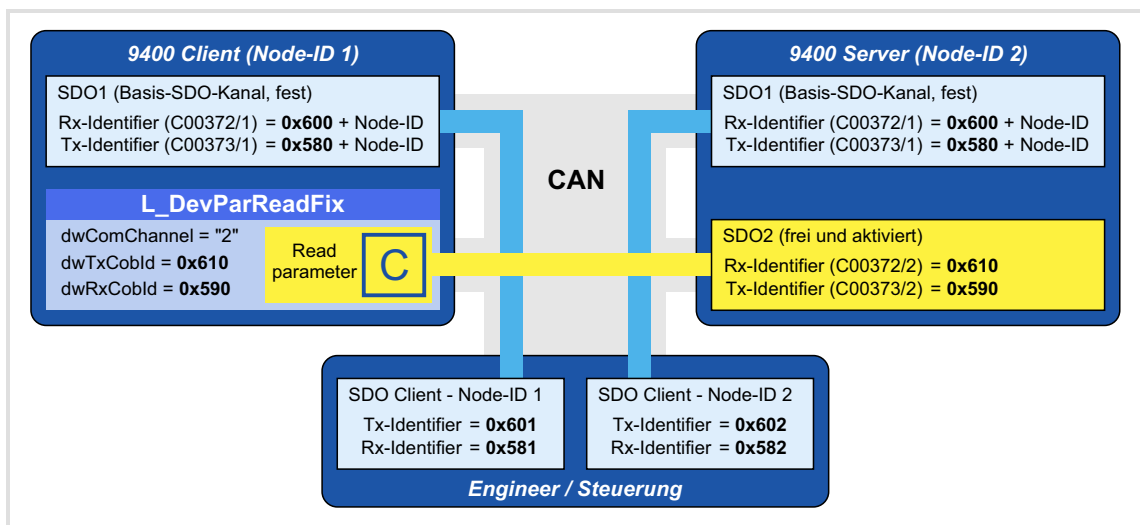 9400 Client (Node-ID 1)
SDO1 (Basis-SDO-Kanal, fest)
Rx-Identifier (C00372/1) = 0x600 + Node-ID
Tx-Identifier (C00373/1) = 0x580 + Node-ID
L_DevParReadFix
dwComChannel = "2"
dwTxCobId = 0x610
dwRxCobId = 0x590
Read
parameter
C
CAN
9400 Server (Node-ID 2)
SDO1 (Basis-SDO-Kanal, fest)
Rx-Identifier (C00372/1) = 0x600 + Node-ID
Tx-Identifier (C00373/1) = 0x580 + Node-ID
SDO2 (frei und aktiviert)
Rx-Identifier (C00372/2) = 0x610
Tx-Identifier (C00373/2) = 0x590
SDO Client - Node-ID 1
Tx-Identifier = 0x601
Rx-Identifier = 0x581
SDO Client - Node-ID 2
Tx-Identifier = 0x602
Rx-Identifier = 0x582
Engineer / Steuerung